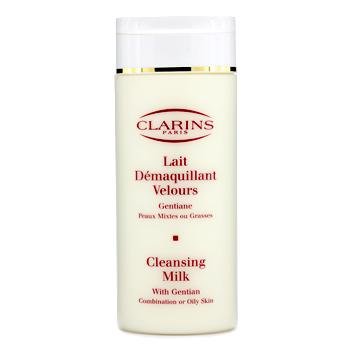 CLARINS
PARIS
Lait
Démaquillant
Velours
Gentiane
Peaux Mixtes ou Grasses
Cleansing
Milk
With Gentian
Combination or Oily Skin